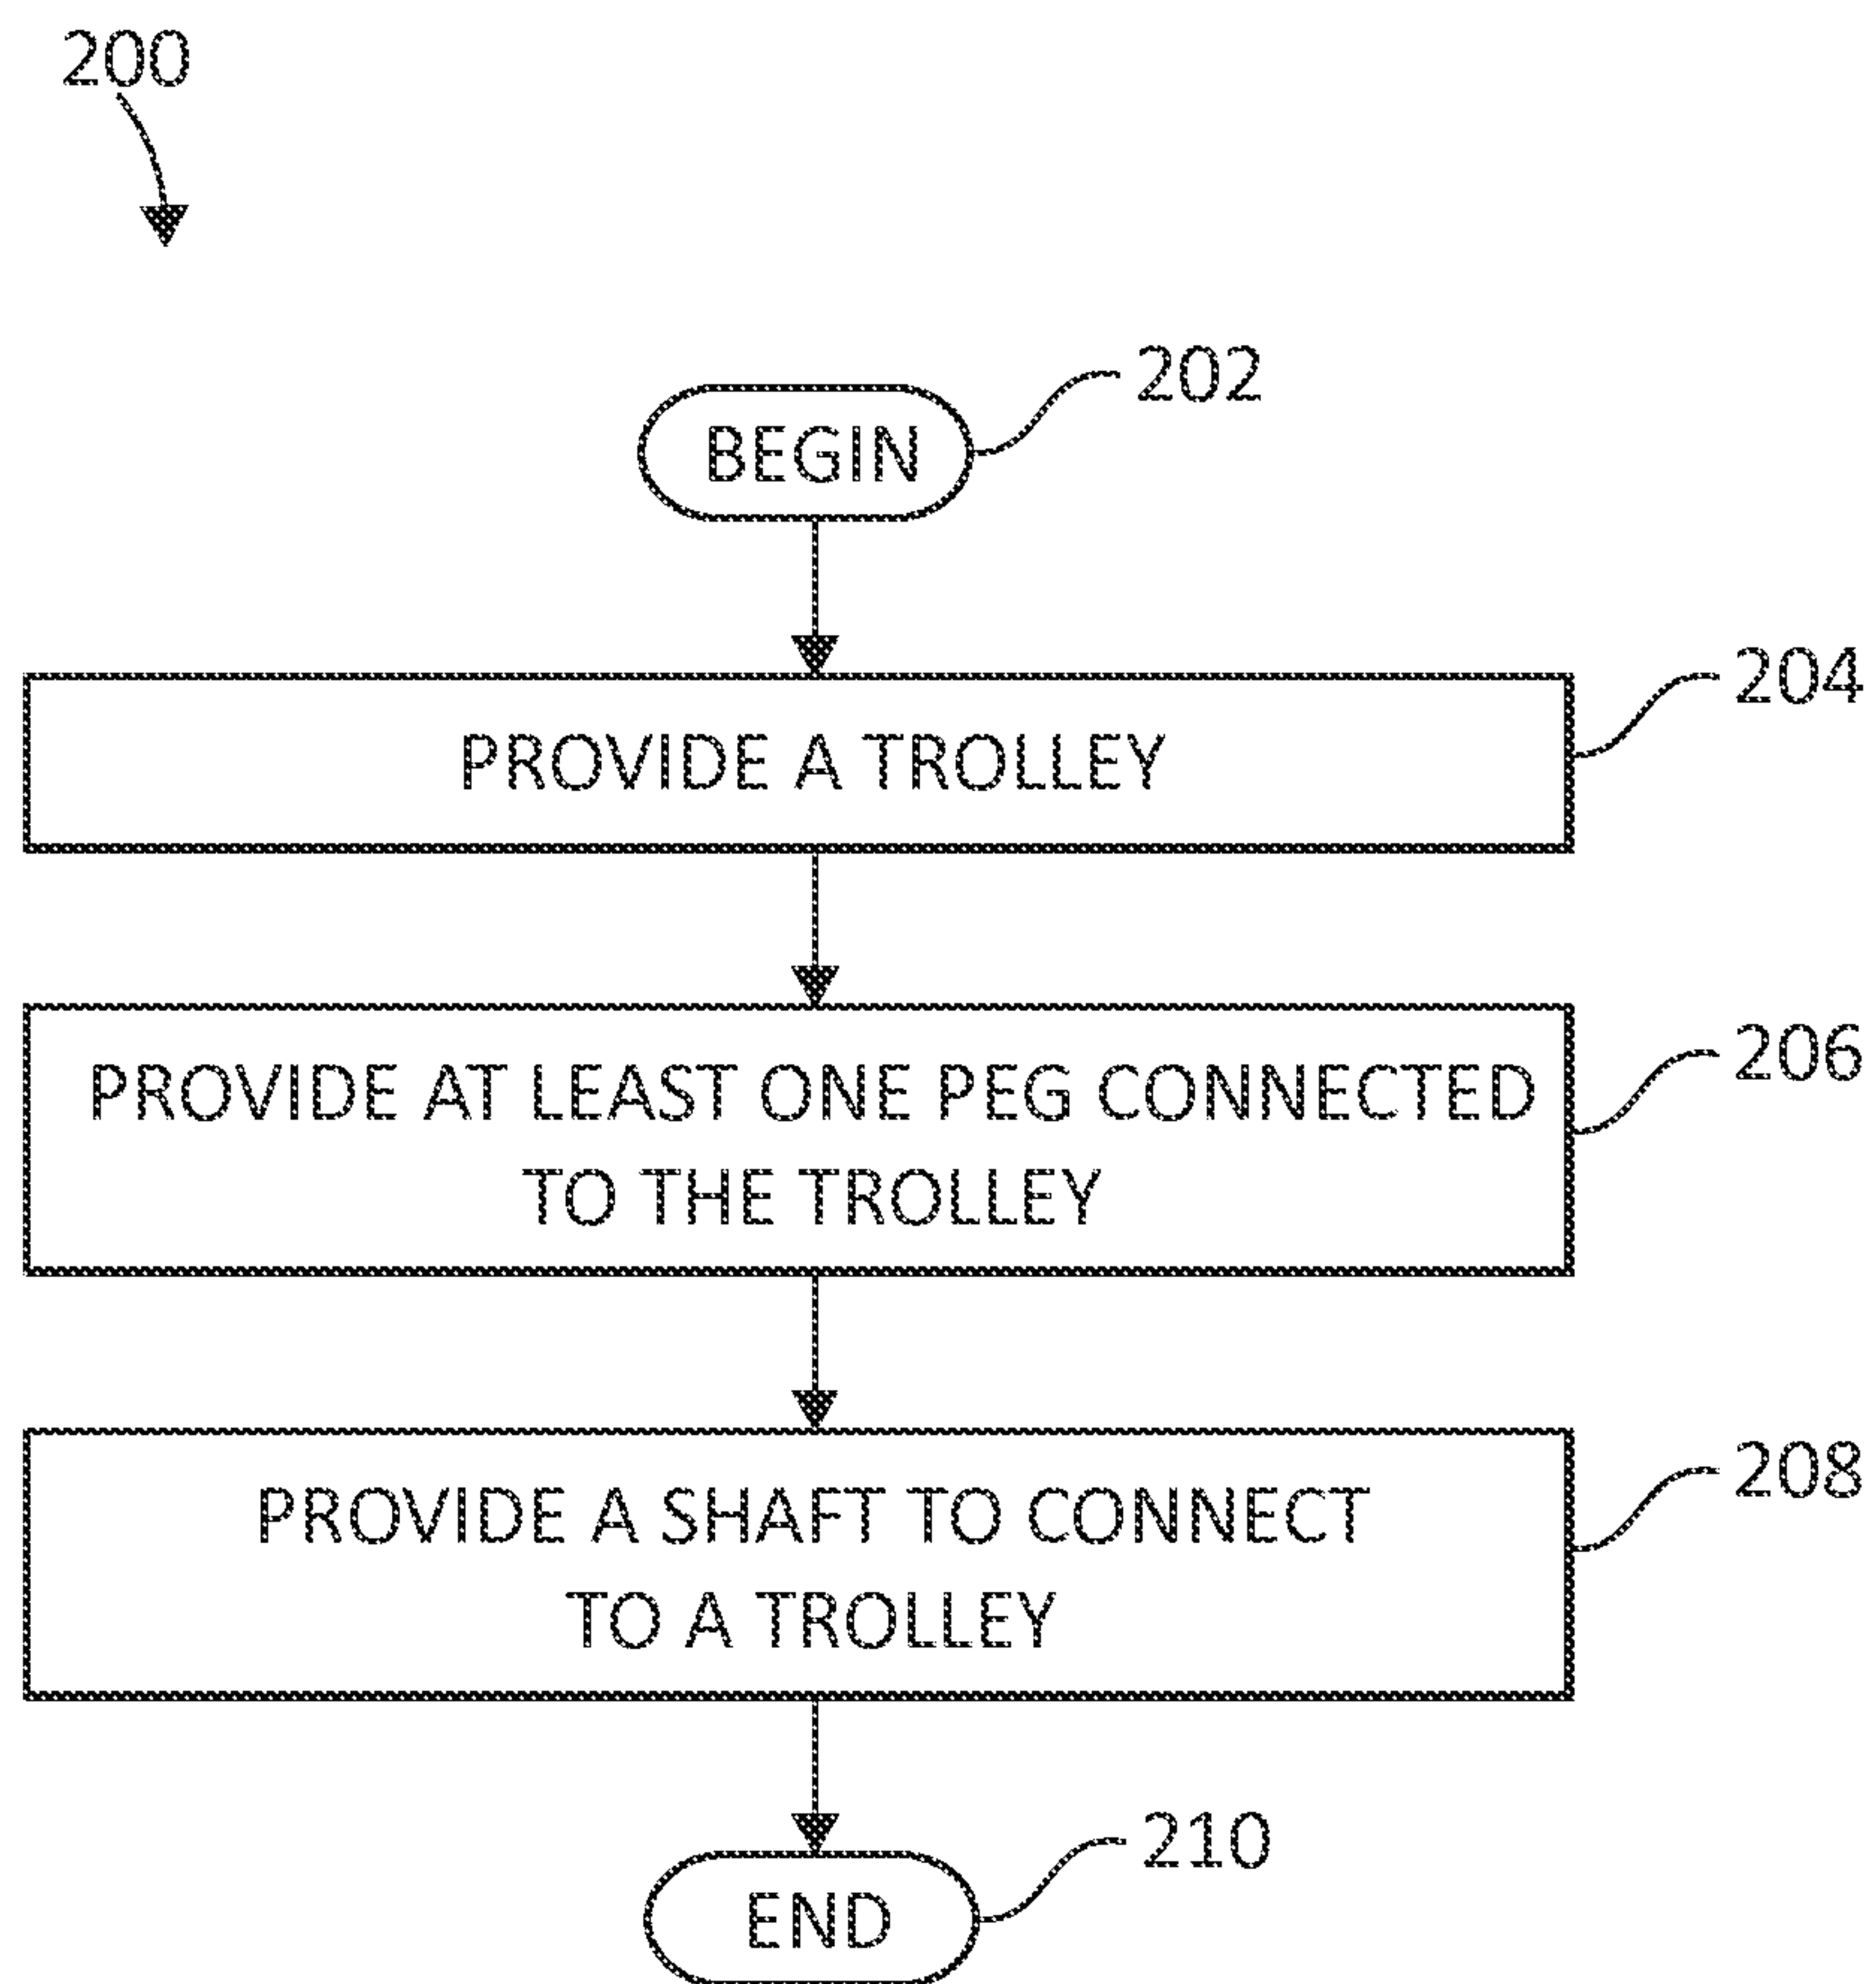 200
202
BEGIN
204
PROVIDE A TROLLEY
206
PROVIDE AT LEAST ONE PEG CONNECTED
TO THE TROLLEY
208
PROVIDE A SHAFT TO CONNECT
TO A TROLLEY
210
END